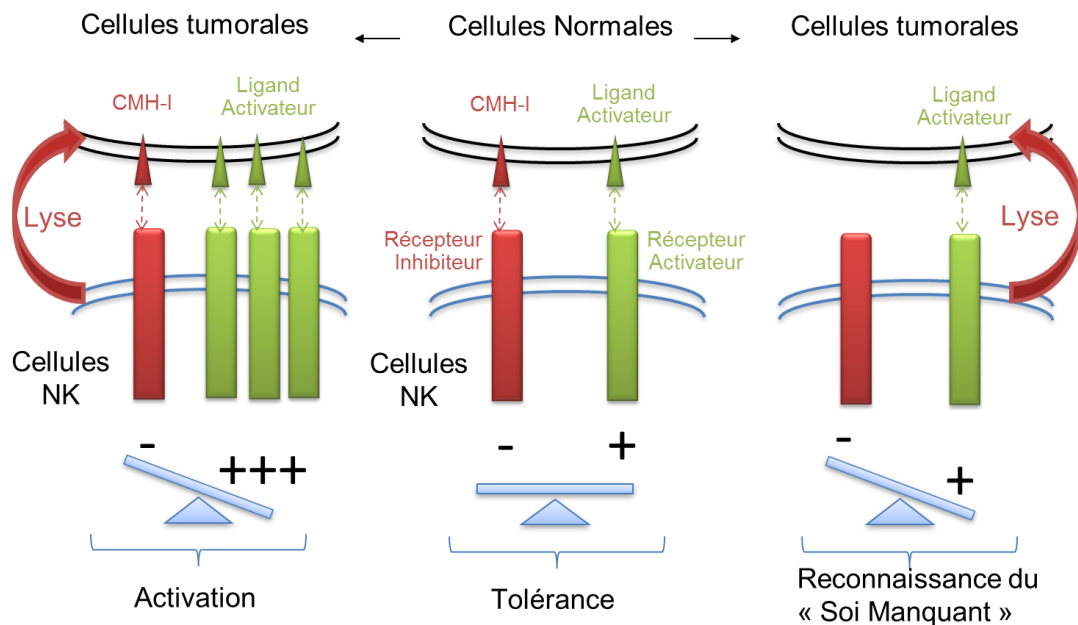 Cellules tumorales
Cellules Normales
Cellules tumorales
CMH-I
Ligand
Activateur
CMH-I
Ligand
Activateur
Ligand
Activateur
Lyse
Récepteur
Inhibiteur
Récepteur
Activateur
Lyse
Cellules
NK
Cellules
NK
-
+++
-
+
-
+
Activation
Tolérance
Reconnaissance du
« Soi Manquant »